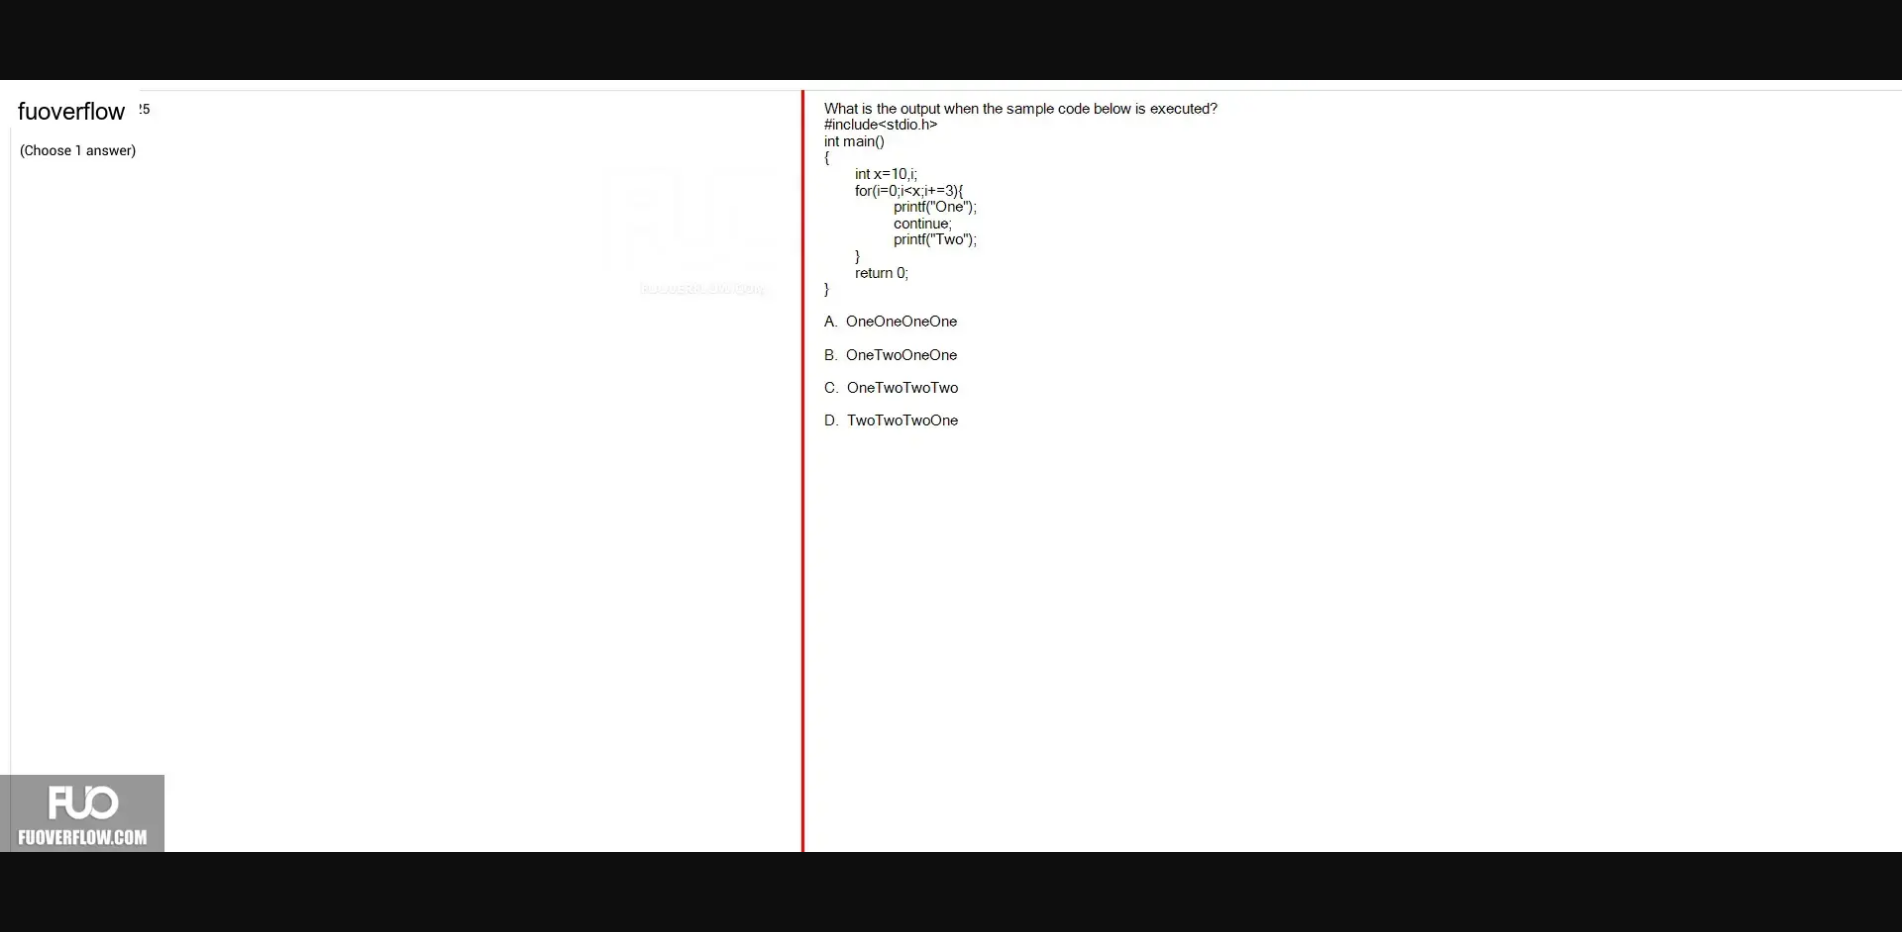 fuoverflow 25
(Choose 1 answer)
What is the output when the sample code below is executed?
#include<stdio.h>
int main()
{
int x=10,i;
for(i=0;i<x;i+=3){
printf("One");
continue;
printf("Two");
}
return 0;
}
A. OneOneOneOne
B. OneTwoOneOne
C. OneTwoTwoTwo
D. TwoTwoTwoOne
FUOVERFLOW.COM
FUO
FUOVERFLOW.COM